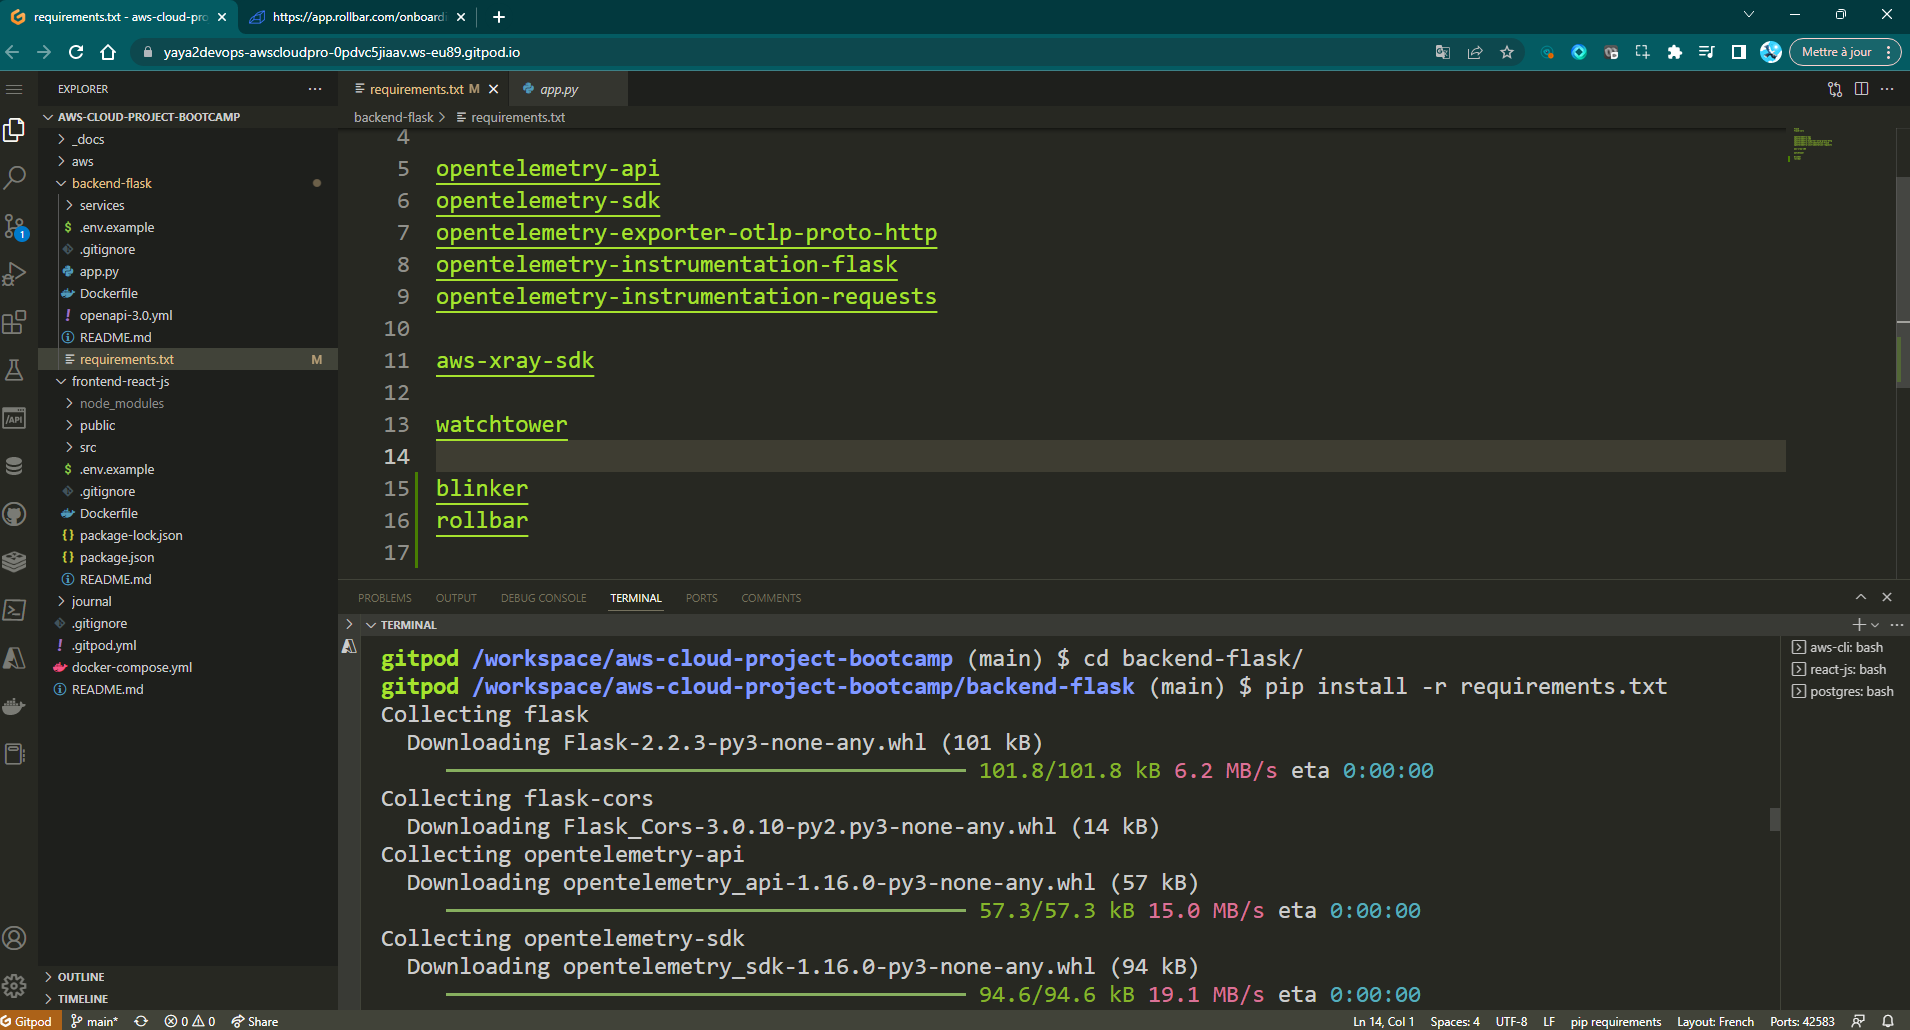 requirements.txt - aws-cloud-pro
https://app.rollbar.com/onboardi
yaya2devops-awscloudpro-0pdvc5jiaav.ws-eu89.gitpod.io
Mettre à jour
EXPLORER
AWS-CLOUD-PROJECT-BOOTCAMP
_docs
aws
backend-flask
services
$ .env.example
.gitignore
app.py
Dockerfile
! openapi-3.0.yml
README.md
requirements.txt M
frontend-react-js
node_modules
public
src
$ .env.example
.gitignore
Dockerfile
{} package-lock.json
{} package.json
README.md
journal
.gitignore
! .gitpod.yml
docker-compose.yml
README.md
OUTLINE
TIMELINE
1
/API
requirements.txt M
app.py
backend-flask > requirements.txt
4
5 opentelemetry-api
6 opentelemetry-sdk
7 opentelemetry-exporter-otlp-proto-http
8 opentelemetry-instrumentation-flask
9 opentelemetry-instrumentation-requests
10
11 aws-xray-sdk
12
13 watchtower
14
15 blinker
16 rollbar
17
PROBLEMS OUTPUT DEBUG CONSOLE TERMINAL PORTS COMMENTS
TERMINAL
gitpod /workspace/aws-cloud-project-bootcamp (main) $ cd backend-flask/
gitpod /workspace/aws-cloud-project-bootcamp/backend-flask (main) $ pip install -r requirements.txt
Collecting flask
Downloading Flask-2.2.3-py3-none-any.whl (101 kB)
101.8/101.8 kB 6.2 MB/s eta 0:00:00
Collecting flask-cors
Downloading Flask_Cors-3.0.10-py2.py3-none-any.whl (14 kB)
Collecting opentelemetry-api
Downloading opentelemetry_api-1.16.0-py3-none-any.whl (57 kB)
57.3/57.3 kB 15.0 MB/s eta 0:00:00
Collecting opentelemetry-sdk
Downloading opentelemetry_sdk-1.16.0-py3-none-any.whl (94 kB)
94.6/94.6 kB 19.1 MB/s eta 0:00:00
aws-cli: bash
react-js: bash
postgres: bash
Gitpod main* 0 0 Share
Ln 14, Col 1 Spaces: 4 UTF-8 LF pip requirements Layout: French Ports: 42583